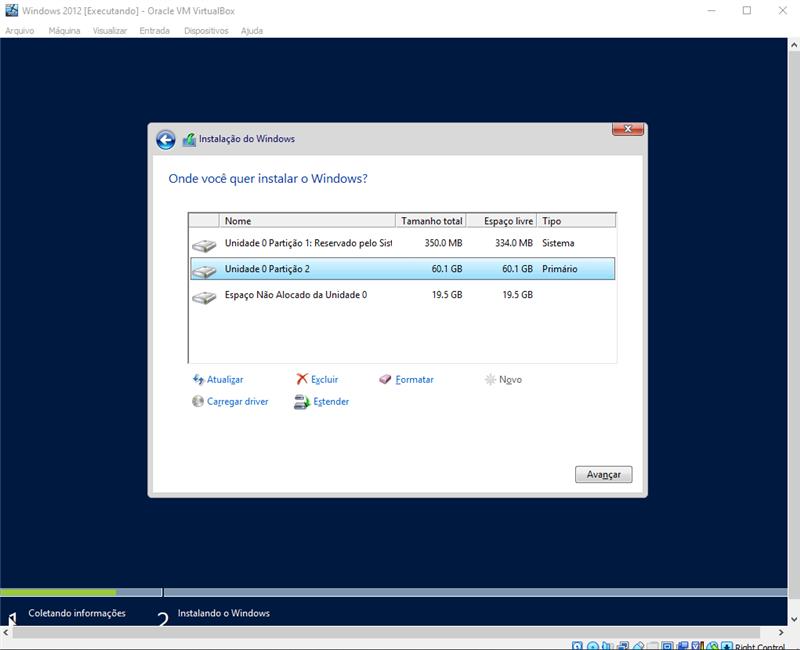 Windows 2012 [Executando] - Oracle VM VirtualBox
Arquivo Máquina Visualizar Entrada Dispositivos Ajuda
Instalação do Windows
Onde você quer instalar o Windows?
Nome Tamanho total Espaço livre Tipo
Unidade 0 Partição 1: Reservado pelo Sist 350.0 MB 334.0 MB Sistema
Unidade 0 Partição 2 60.1 GB 60.1 GB Primário
Espaço Não Alocado da Unidade 0 19.5 GB 19.5 GB
Atualizar Excluir Formatar Novo
Carregar driver Estender
Avançar
1 Coletando informações 2 Instalando o Windows
Right Control